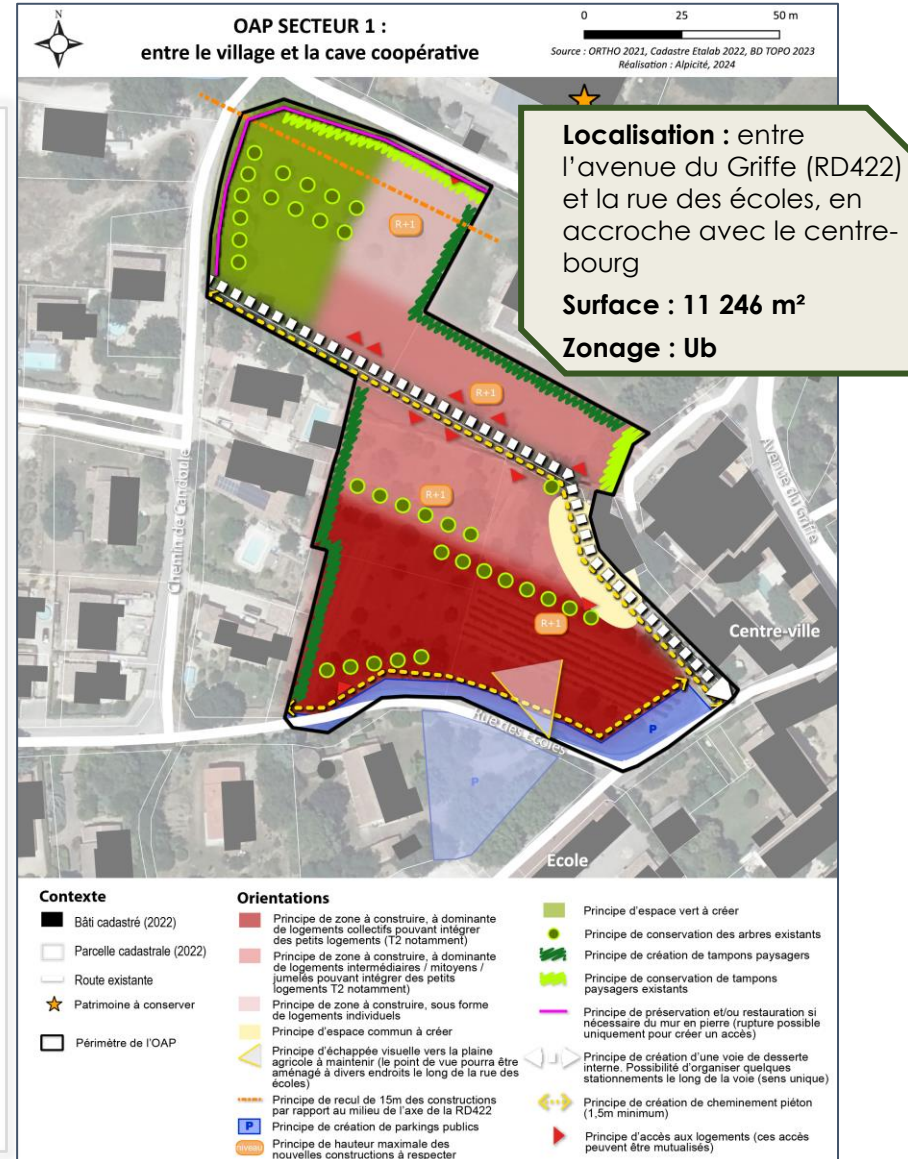 N
OAP SECTEUR 1 :
entre le village et la cave coopérative
0 25 50 m
Source : ORTHO 2021, Cadastre Etalab 2022, BD TOPO 2023
Réalisation : Alpicité, 2024
Localisation : entre
l'avenue du Griffe (RD422)
et la rue des écoles, en
accroche avec le centre-
bourg
Surface : 11 246 m²
Zonage : Ub
R+1
R+1
R+1
R+1
Chemin de Candoule
Avenue du Griffe
Centre-ville
Rue des Ecoles
P
P
Ecole
Contexte
Bâti cadastré (2022)
Parcelle cadastrale (2022)
Route existante
Patrimoine à conserver
Périmètre de l'OAP
Orientations
Principe de zone à construire, à dominante
de logements collectifs pouvant intégrer
des petits logements (T2 notamment)
Principe de zone à construire, à dominante
de logements intermédiaires / mitoyens /
jumelés pouvant intégrer des petits
logements T2 notamment)
Principe de zone à construire, sous forme
de logements individuels
Principe d'espace commun à créer
Principe d'échappée visuelle vers la plaine
agricole à maintenir (le point de vue pourra être
aménagé à divers endroits le long de la rue des
écoles)
Principe de recul de 15m des constructions
par rapport au milieu de l'axe de la RD422
P Principe de création de parkings publics
niveau Principe de hauteur maximale des
nouvelles constructions à respecter
Principe d'espace vert à créer
Principe de conservation des arbres existants
Principe de création de tampons paysagers
Principe de conservation de tampons
paysagers existants
Principe de préservation et/ou restauration si
nécessaire du mur en pierre (rupture possible
uniquement pour créer un accès)
Principe de création d'une voie de desserte
interne. Possibilité d'organiser quelques
stationnements le long de la voie (sens unique)
Principe de création de cheminement piéton
(1,5m minimum)
Principe d'accès aux logements (ces accès
peuvent être mutualisés)